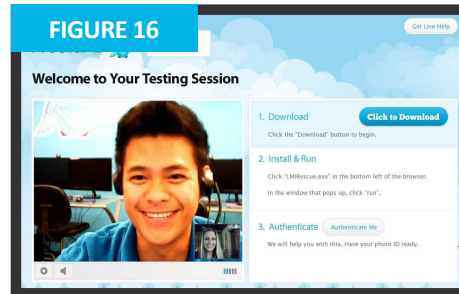 FIGURE 16
Get Live Help
Welcome to Your Testing Session
1. Download
Click to Download
Click the "Download" button to begin.
2. Install & Run
Click "LMIRescue.exe" in the bottom left of the browser.
In the window that pops up, click "run".
3. Authenticate
Authenticate Me
We will help you with this. Have your photo ID ready.